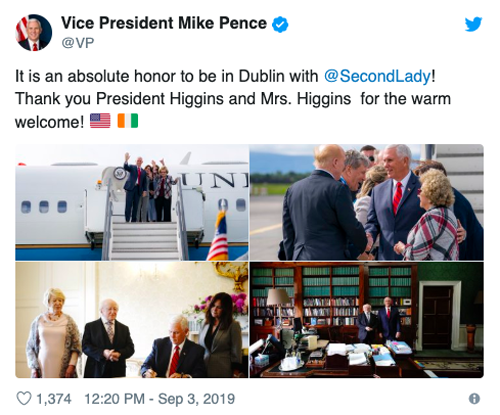 Vice President Mike Pence
@VP
It is an absolute honor to be in Dublin with @SecondLady!
Thank you President Higgins and Mrs. Higgins for the warm
welcome! 🇺🇸 🇮🇪
UNI
1,374 12:20 PM - Sep 3, 2019